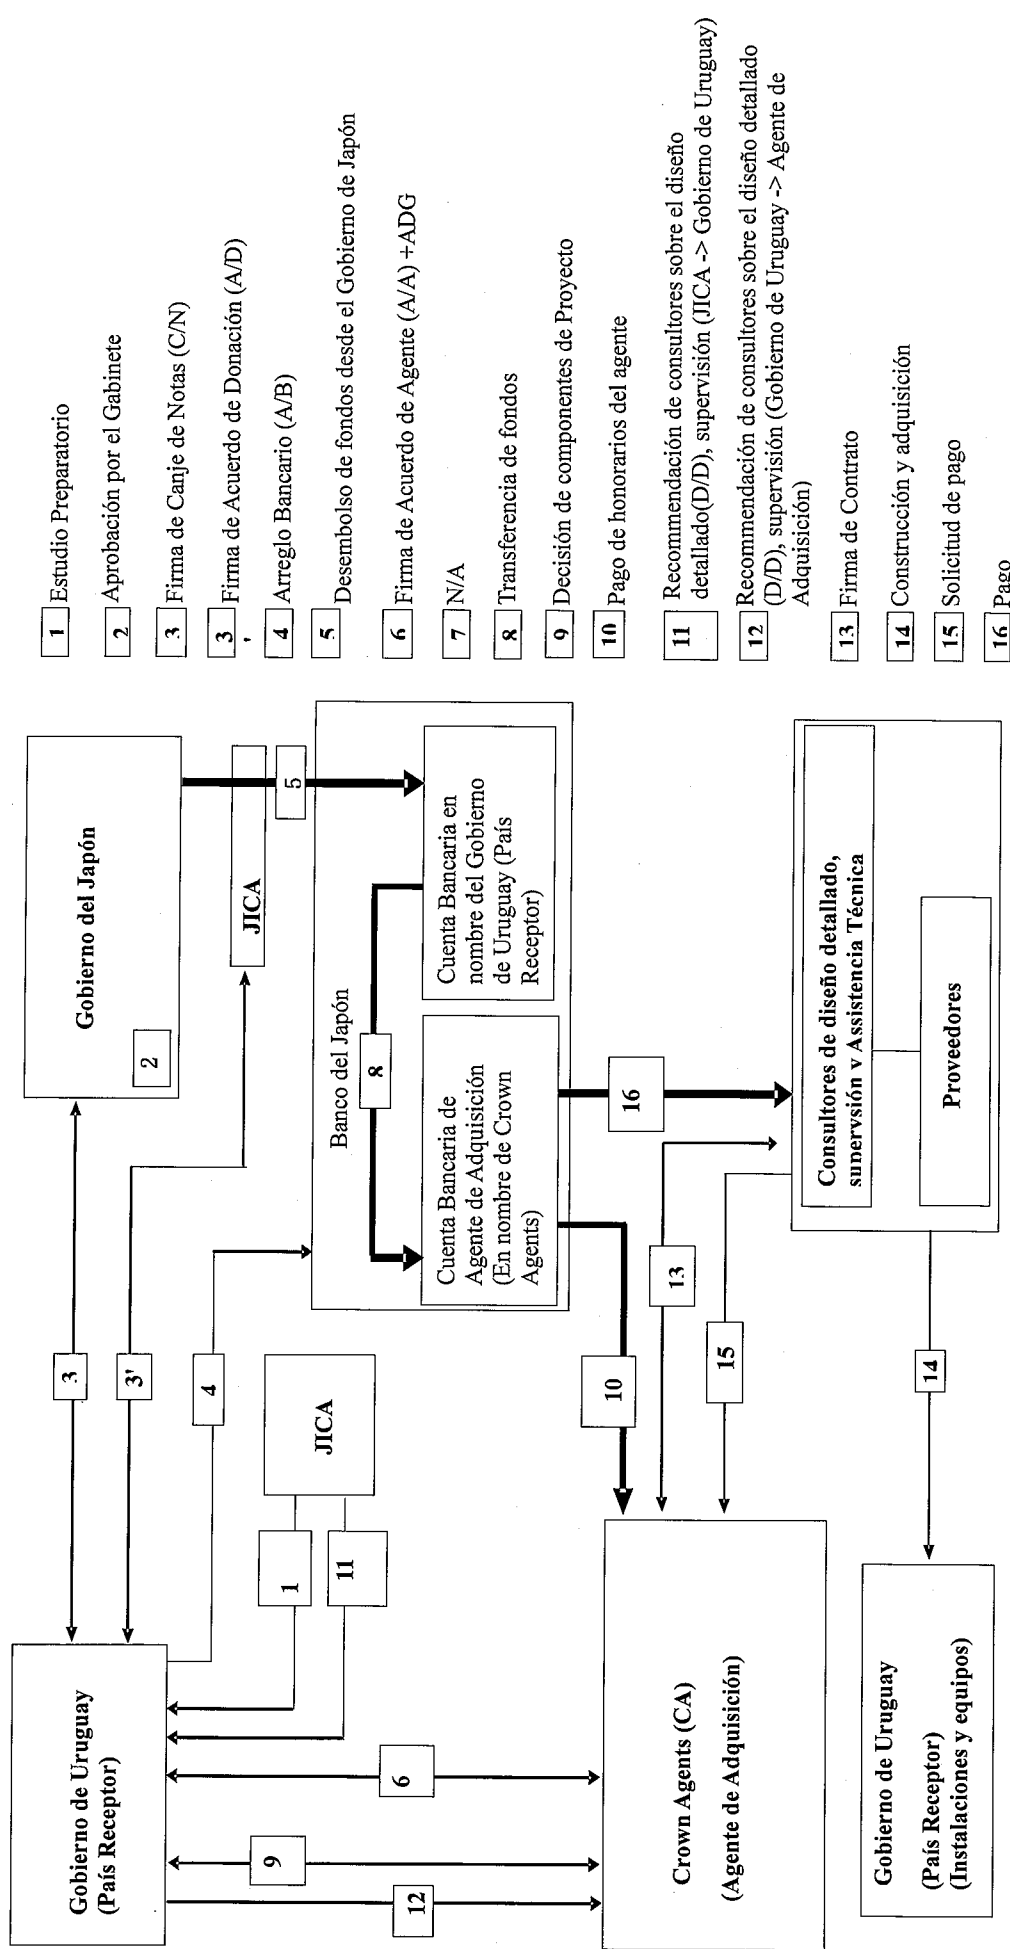 Gobierno de Uruguay
(País Receptor)
3
3'
4
Gobierno del Japón
2
JICA
5
1
11
JICA
6
9
12
Banco del Japón
8
Cuenta Bancaria de
Agente de Adquisición
(En nombre de Crown
Agents)
Cuenta Bancaria en
nombre del Gobierno
de Uruguay (País
Receptor)
10
16
13
15
Crown Agents (CA)
(Agente de Adquisición)
Consultores de diseño detallado,
supervsión v Assistencia Técnica
Proveedores
14
Gobierno de Uruguay
(País Receptor)
(Instalaciones y equipos)
1 Estudio Preparatorio
2 Aprobación por el Gabinete
3 Firma de Canje de Notas (C/N)
3' Firma de Acuerdo de Donación (A/D)
4 Arreglo Bancario (A/B)
5 Desembolso de fondos desde el Gobierno de Japón
6 Firma de Acuerdo de Agente (A/A) +ADG
7 N/A
8 Transferencia de fondos
9 Decisión de componentes de Proyecto
10 Pago de honorarios del agente
11 Recommendación de consultores sobre el diseño
detallado(D/D), supervisión (JICA -> Gobierno de Uruguay)
12 Recommendación de consultores sobre el diseño detallado
(D/D), supervisión (Gobierno de Uruguay -> Agente de
Adquisición)
13 Firma de Contrato
14 Construcción y adquisición
15 Solicitud de pago
16 Pago